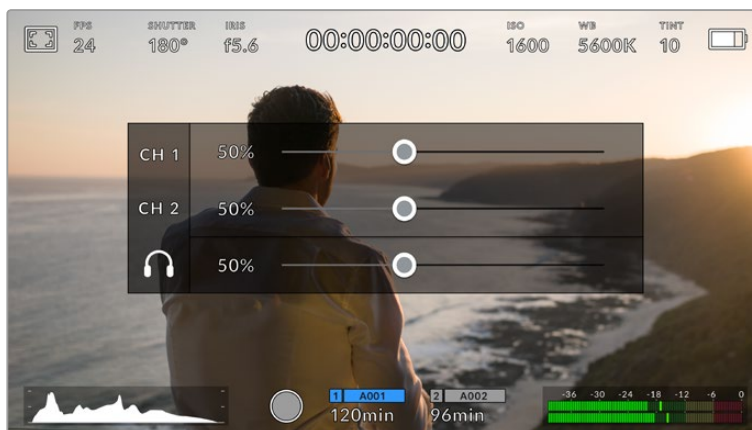 FPS SHUTTER IRIS ISO WB TINT
24 180° f5.6 00:00:00:00 1600 5600K 10
CH 1 50%
CH 2 50%
50%
1 A001 2 A002
120min 96min
-36 -30 -24 -18 -12 -6 0